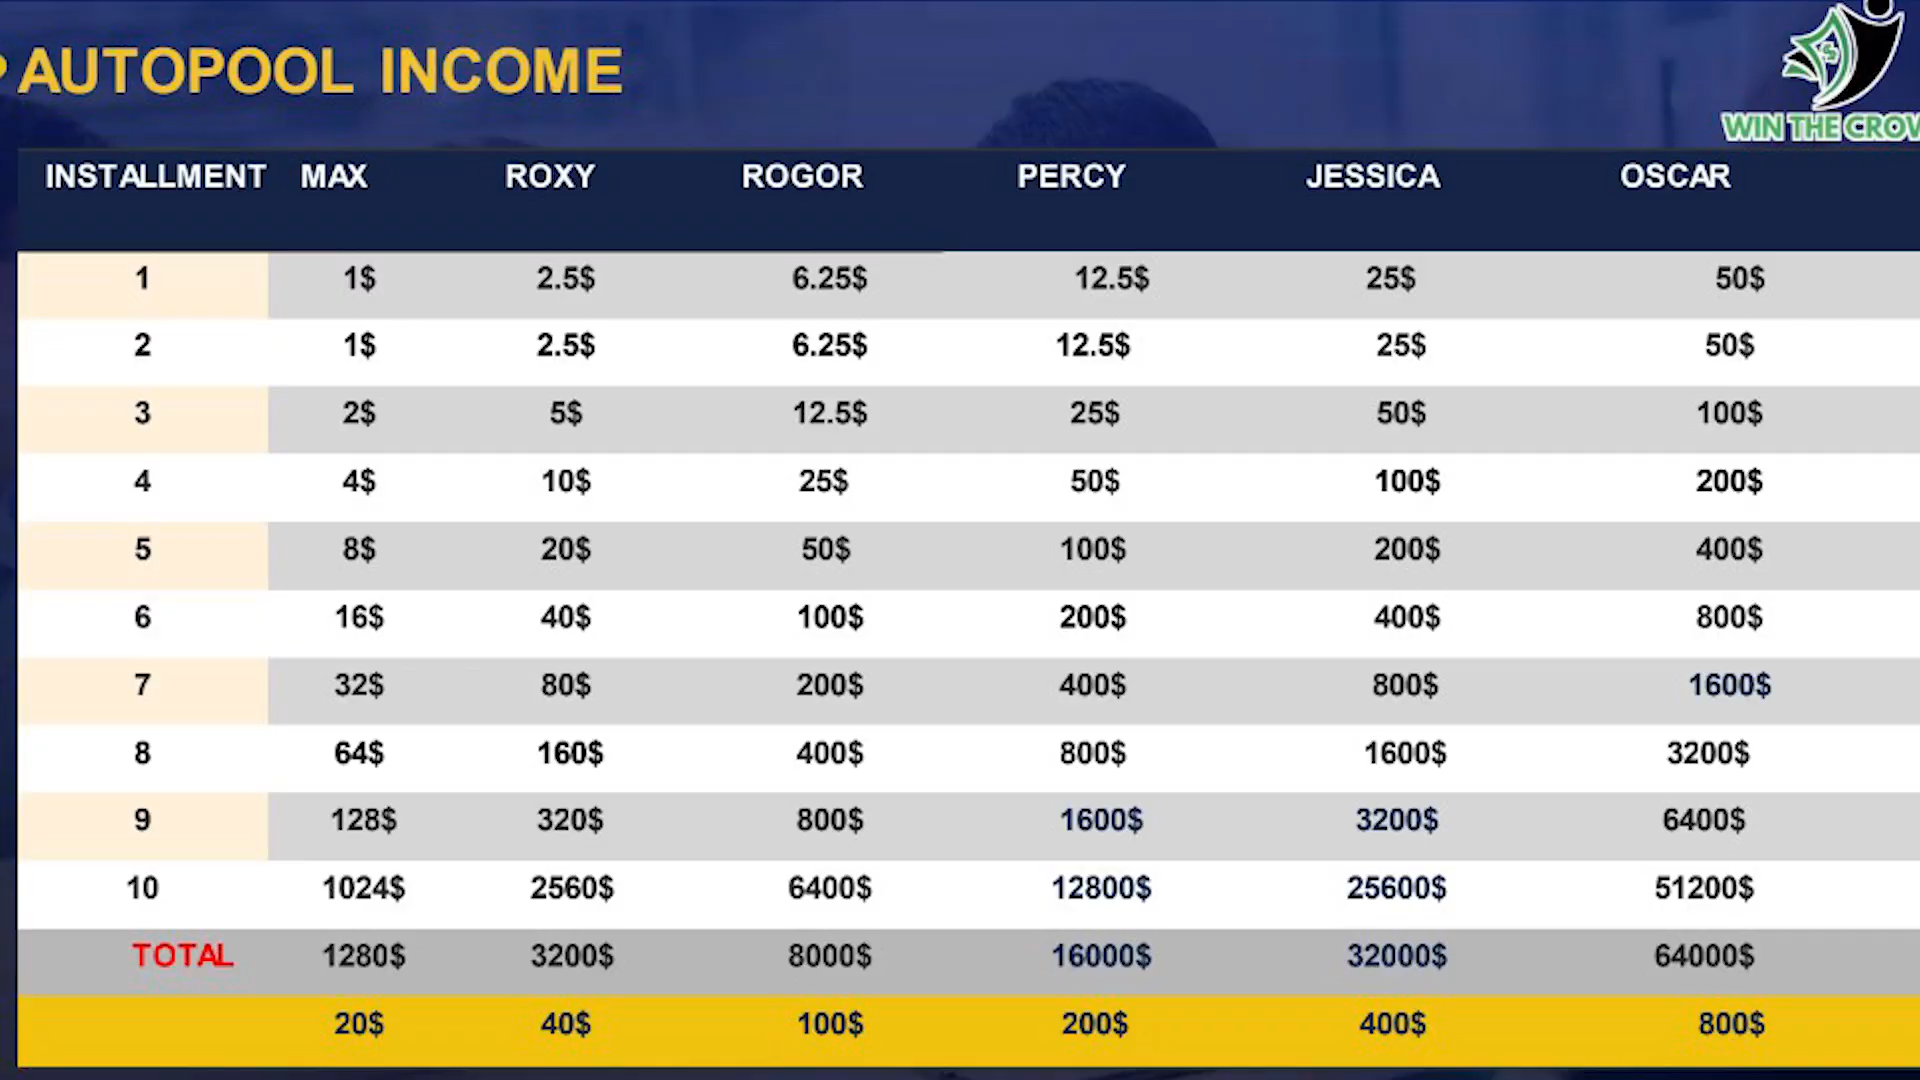 AUTOPOOL INCOME
WIN THE CROW
INSTALLMENT MAX ROXY ROGOR PERCY JESSICA OSCAR
1 1$ 2.5$ 6.25$ 12.5$ 25$ 50$
2 1$ 2.5$ 6.25$ 12.5$ 25$ 50$
3 2$ 5$ 12.5$ 25$ 50$ 100$
4 4$ 10$ 25$ 50$ 100$ 200$
5 8$ 20$ 50$ 100$ 200$ 400$
6 16$ 40$ 100$ 200$ 400$ 800$
7 32$ 80$ 200$ 400$ 800$ 1600$
8 64$ 160$ 400$ 800$ 1600$ 3200$
9 128$ 320$ 800$ 1600$ 3200$ 6400$
10 1024$ 2560$ 6400$ 12800$ 25600$ 51200$
TOTAL 1280$ 3200$ 8000$ 16000$ 32000$ 64000$
20$ 40$ 100$ 200$ 400$ 800$